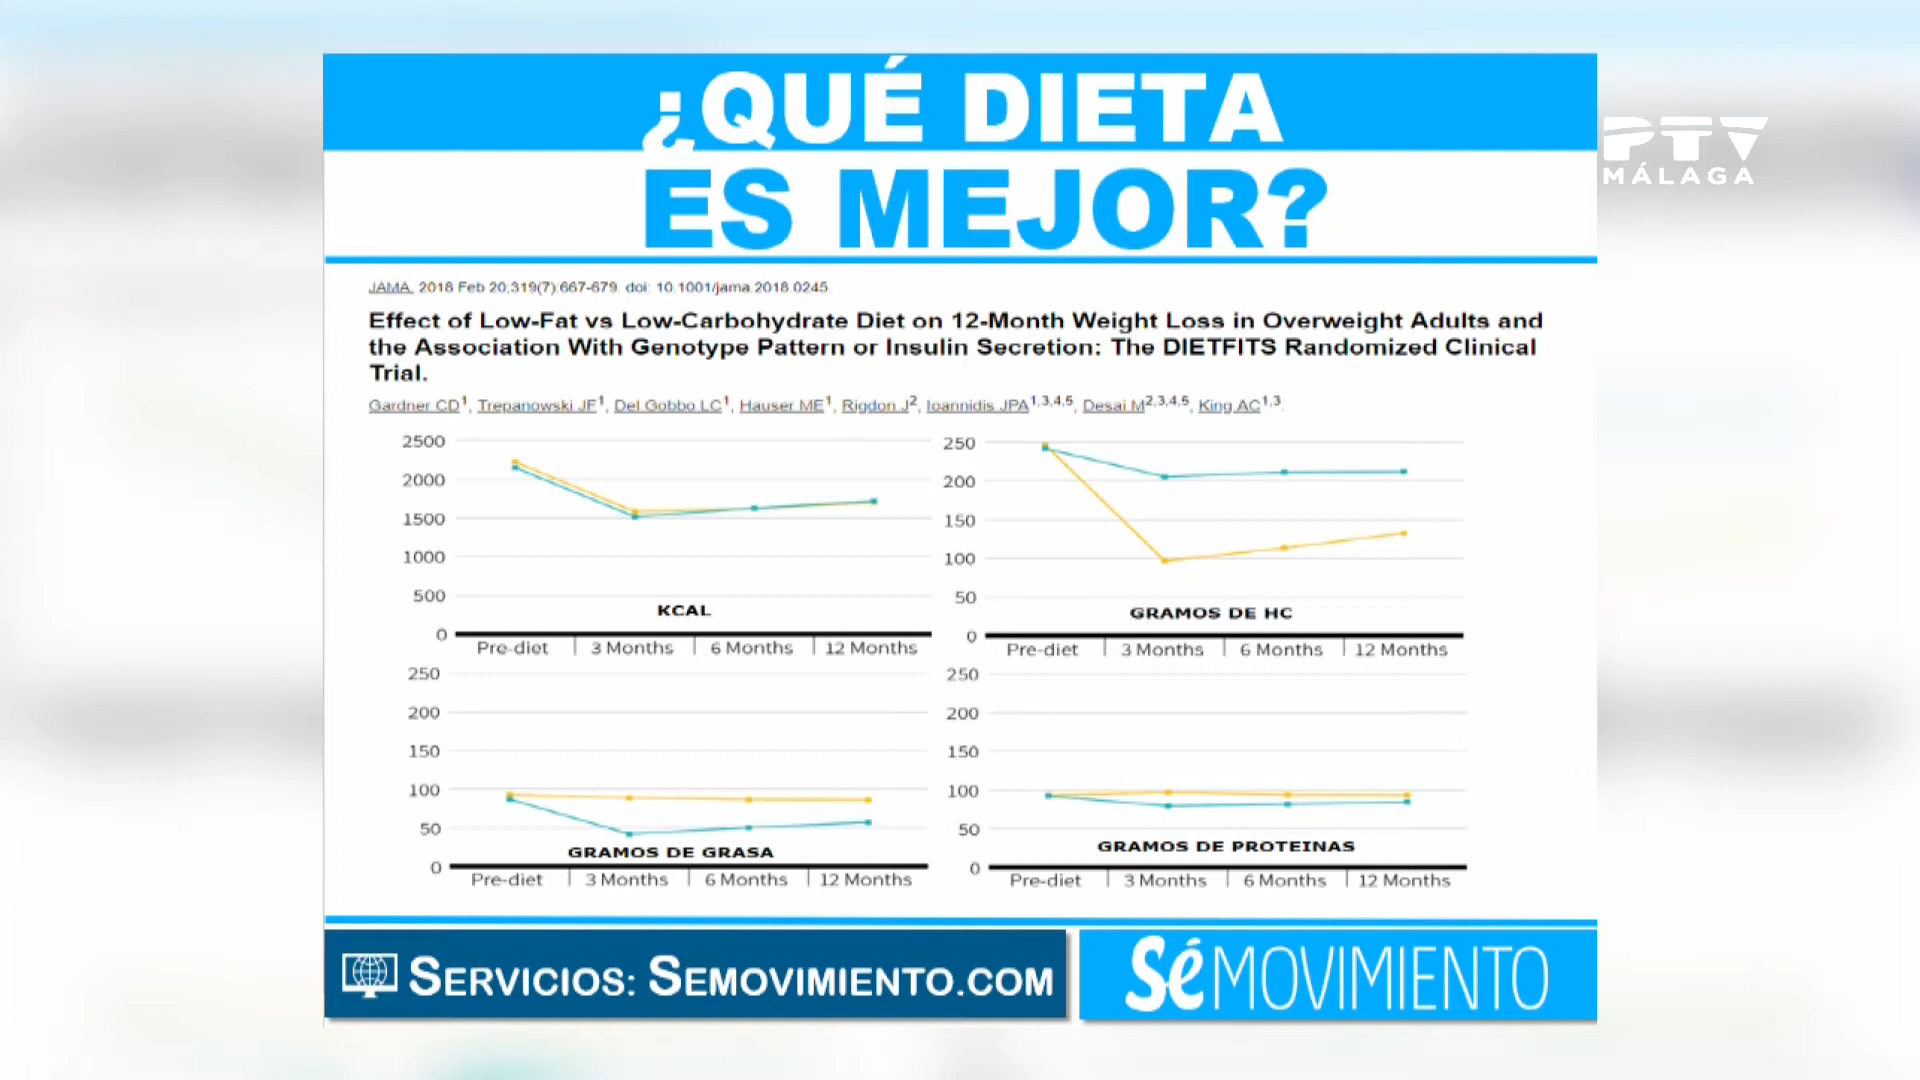 ¿QUÉ DIETA
ES MEJOR?
PTV
MÁLAGA
JAMA. 2018 Feb 20;319(7):667-679. doi: 10.1001/jama.2018.0245.
Effect of Low-Fat vs Low-Carbohydrate Diet on 12-Month Weight Loss in Overweight Adults and
the Association With Genotype Pattern or Insulin Secretion: The DIETFITS Randomized Clinical
Trial.
Gardner CD1, Trepanowski JF1, Del Gobbo LC1, Hauser ME1, Rigdon J2, Ioannidis JPA1,3,4,5, Desai M2,3,4,5, King AC1,3.
2500
2000
1500
1000
500
0
KCAL
Pre-diet 3 Months 6 Months 12 Months
250
200
150
100
50
0
GRAMOS DE HC
Pre-diet 3 Months 6 Months 12 Months
250
200
150
100
50
0
GRAMOS DE GRASA
Pre-diet 3 Months 6 Months 12 Months
250
200
150
100
50
0
GRAMOS DE PROTEINAS
Pre-diet 3 Months 6 Months 12 Months
SERVICIOS: SEMOVIMIENTO.COM
SéMOVIMIENTO